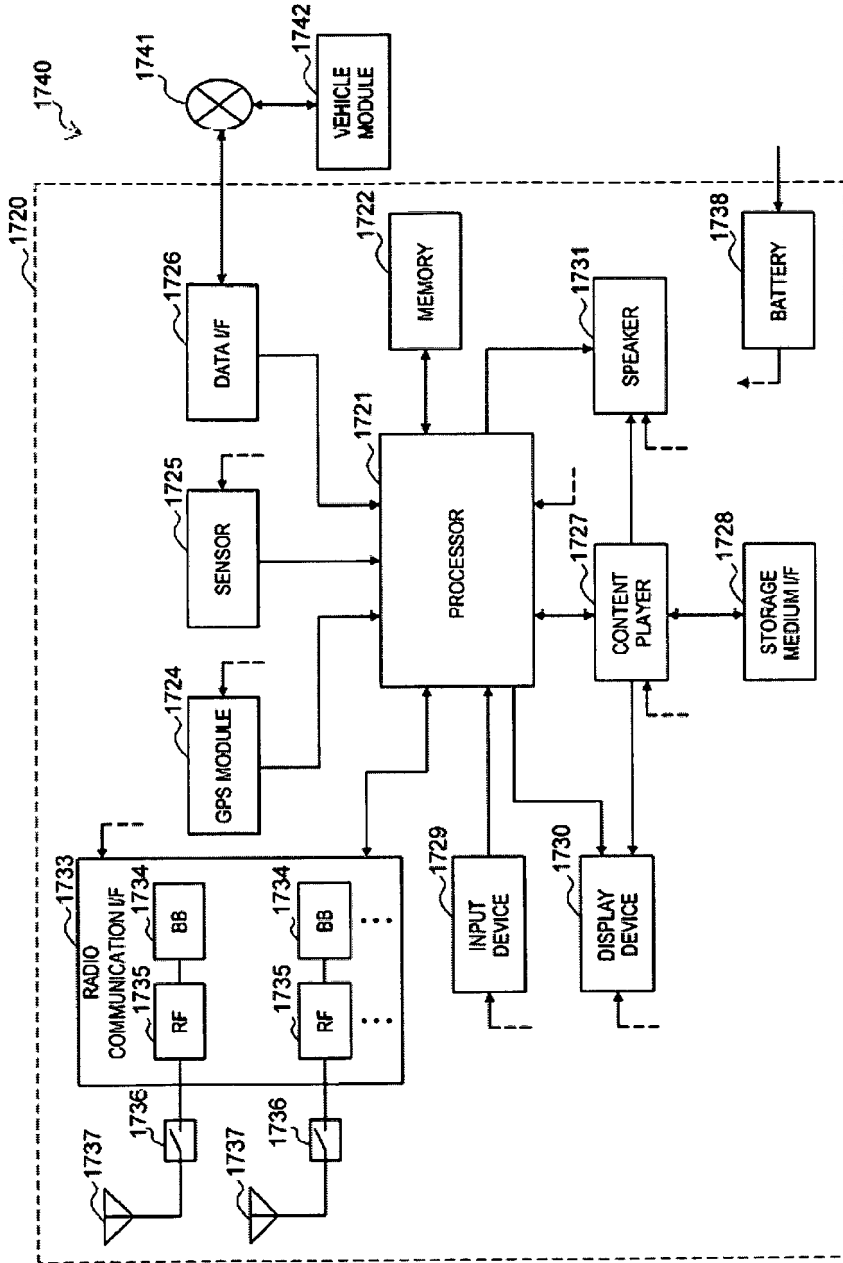 1740
1741
1742
VEHICLE
MODULE
1720
1726
DATA I/F
1725
SENSOR
1724
GPS MODULE
1722
MEMORY
1721
PROCESSOR
1731
SPEAKER
1738
BATTERY
1733
RADIO
COMMUNICATION I/F
1734
BB
1735
RF
1736
1737
1734
BB
1735
RF
1736
1737
...
...
1729
INPUT
DEVICE
1730
DISPLAY
DEVICE
1727
CONTENT
PLAYER
1728
STORAGE
MEDIUM I/F